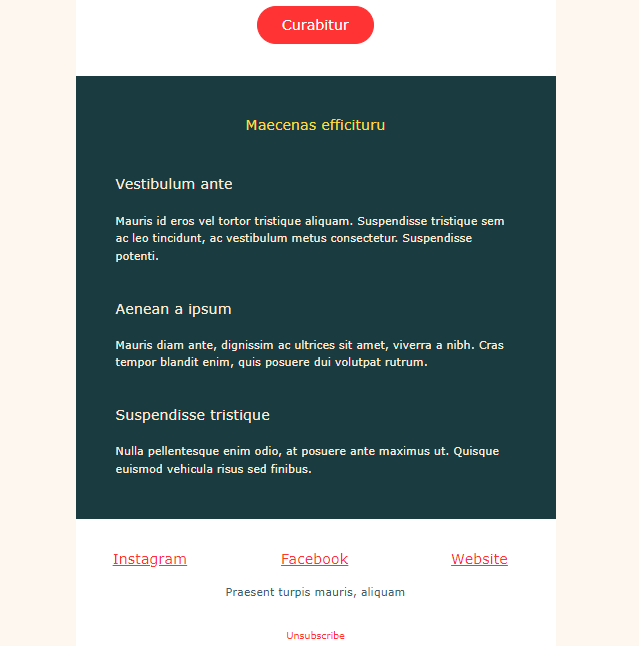 Curabitur
Maecenas efficituru
Vestibulum ante
Mauris id eros vel tortor tristique aliquam. Suspendisse tristique sem
ac leo tincidunt, ac vestibulum metus consectetur. Suspendisse
potenti.
Aenean a ipsum
Mauris diam ante, dignissim ac ultrices sit amet, viverra a nibh. Cras
tempor blandit enim, quis posuere dui volutpat rutrum.
Suspendisse tristique
Nulla pellentesque enim odio, at posuere ante maximus ut. Quisque
euismod vehicula risus sed finibus.
Instagram Facebook Website
Praesent turpis mauris, aliquam
Unsubscribe